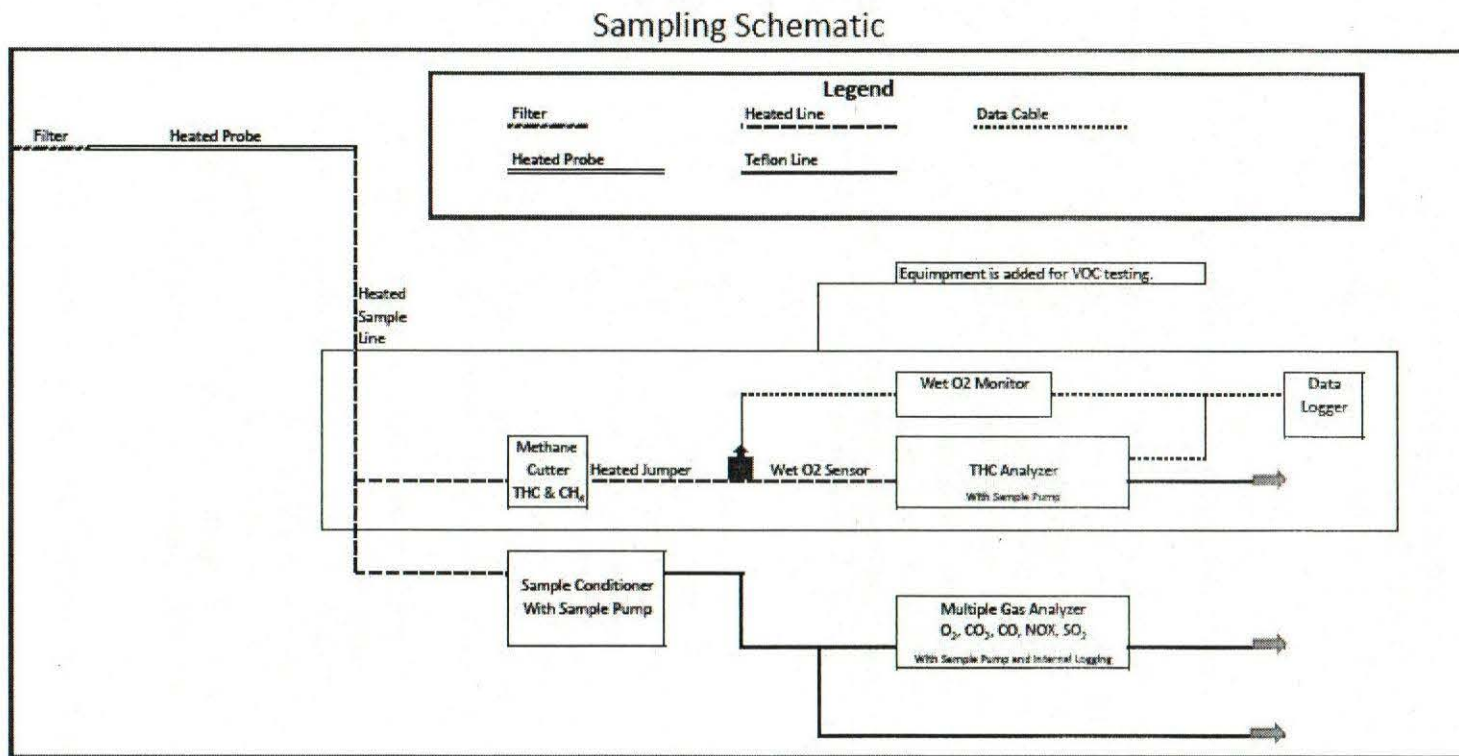 Sampling Schematic
Legend
Filter
Heated Line
Data Cable
Heated Probe
Teflon Line
Filter
Heated Probe
Equimpment is added for VOC testing.
Heated
Sample
Line
Wet O2 Monitor
Data
Logger
Methane
Cutter
THC & CH₄
Heated Jumper
Wet O2 Sensor
THC Analyzer
With Sample Pump
Sample Conditioner
With Sample Pump
Multiple Gas Analyzer
O₂, CO₂, CO, NOX, SO₂
With Sample Pump and Internal Logging